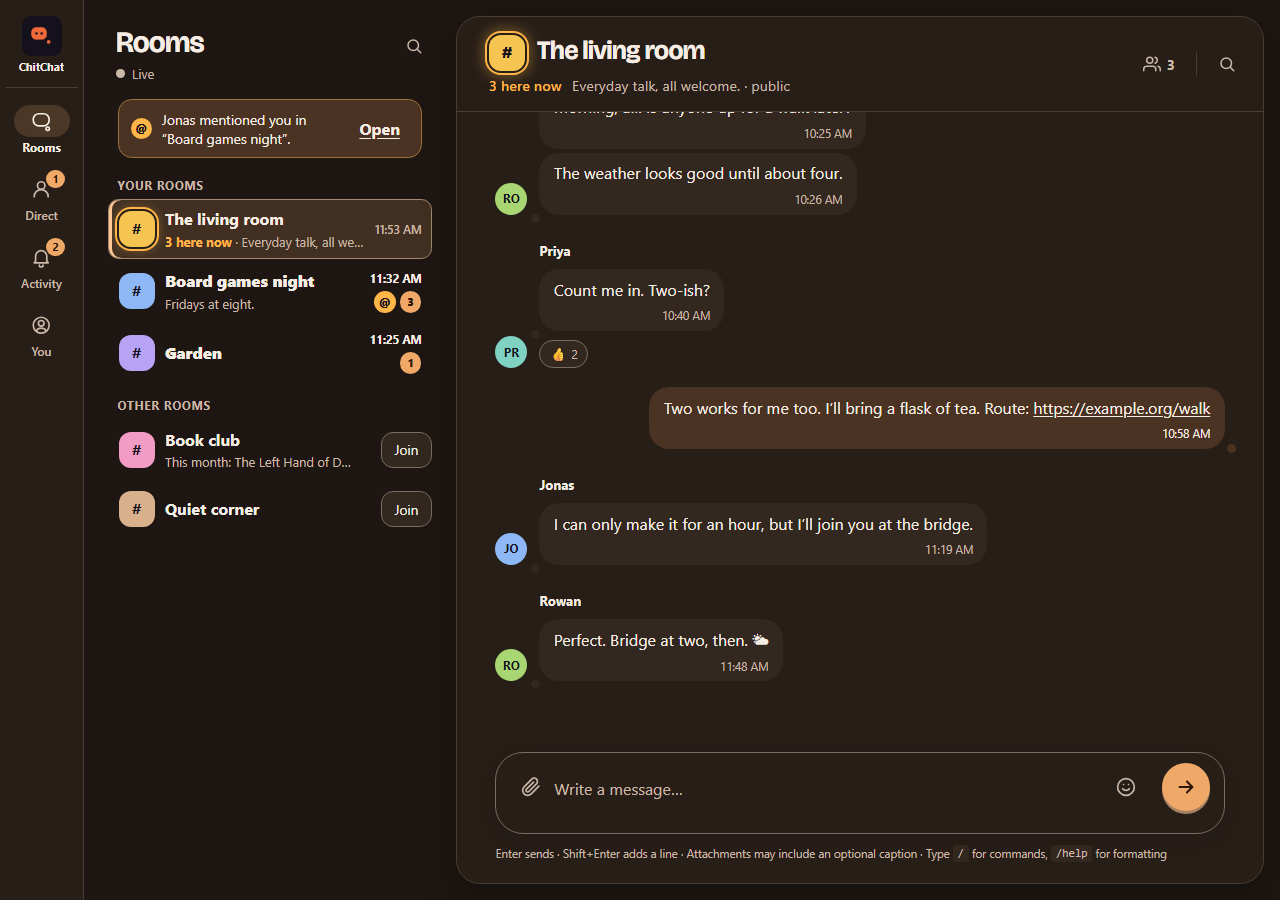 ChitChat
Rooms
Direct
1
Activity
2
You
Rooms
Live
@ Jonas mentioned you in
“Board games night”.
Open
YOUR ROOMS
# The living room
3 here now · Everyday talk, all we...
11:53 AM
# Board games night
11:32 AM
Fridays at eight.
@ 3
# Garden
11:25 AM
1
OTHER ROOMS
# Book club
This month: The Left Hand of D...
Join
# Quiet corner
Join
# The living room
3 here now Everyday talk, all welcome. · public
3
10:25 AM
The weather looks good until about four.
10:26 AM
RO
Priya
Count me in. Two-ish?
10:40 AM
PR
👍 2
Two works for me too. I’ll bring a flask of tea. Route: https://example.org/walk
10:58 AM
Jonas
I can only make it for an hour, but I’ll join you at the bridge.
11:19 AM
JO
Rowan
Perfect. Bridge at two, then. 🌥️
11:48 AM
RO
Write a message...
Enter sends · Shift+Enter adds a line · Attachments may include an optional caption · Type / for commands, /help for formatting